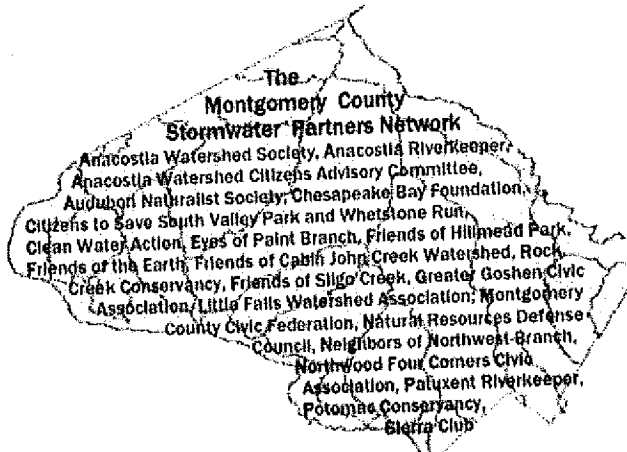 The
Montgomery County
Stormwater Partners Network
Anacostia Watershed Society, Anacostia Riverkeeper,
Anacostia Watershed Citizens Advisory Committee,
Audubon Naturalist Society, Chesapeake Bay Foundation,
Citizens to Save South Valley Park and Whetstone Run,
Clean Water Action, Eyes of Paint Branch, Friends of Hillmead Park,
Friends of the Earth, Friends of Cabin John Creek Watershed, Rock
Creek Conservancy, Friends of Sligo Creek, Greater Goshen Civic
Association, Little Falls Watershed Association, Montgomery
County Civic Federation, Natural Resources Defense
Council, Neighbors of Northwest Branch,
Northwood Four Corners Civic
Association, Patuxent Riverkeeper,
Potomac Conservancy,
Sierra Club